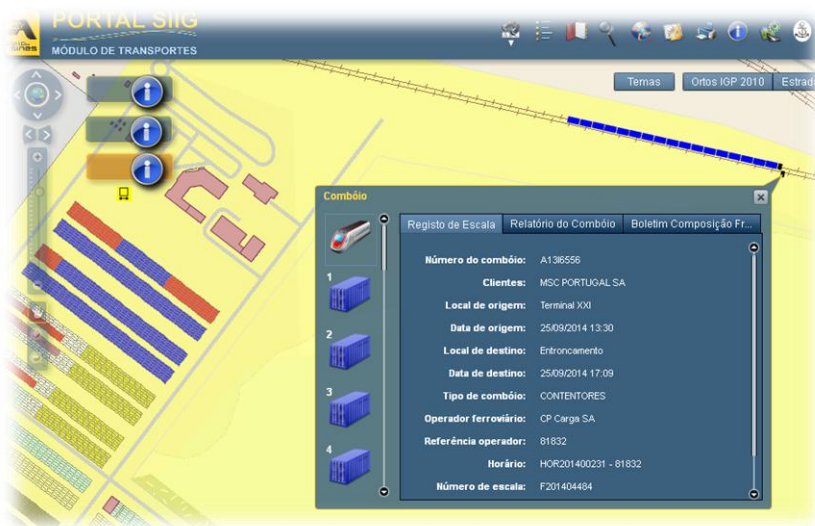 PORTAL SIIG
MÓDULO DE TRANSPORTES
Temas
Ortos IGP 2010
Combóio
Registo de Escala
Relatório do Combóio
Boletim Composição Fr...
Número do combóio: A13I6556
Clientes: MSC PORTUGAL SA
Local de origem: Terminal XXI
Data de origem: 25/09/2014 13:30
Local de destino: Entroncamento
Data de destino: 25/09/2014 17:09
Tipo de combóio: CONTENTORES
Operador ferroviário: CP Carga SA
Referência operador: 81832
Horário: HOR201400231 - 81832
Número de escala: F201404484
1
2
3
4